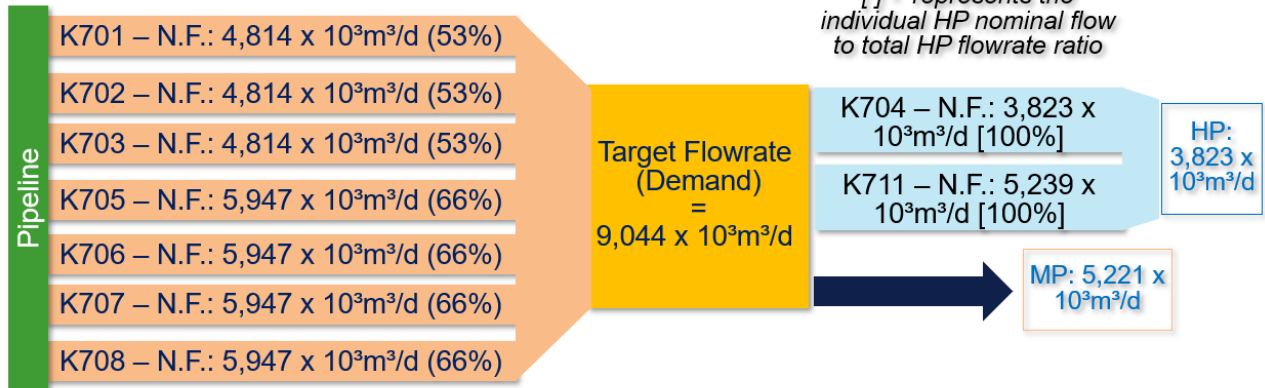 Pipeline
K701 – N.F.: 4,814 x 10³m³/d (53%)
K702 – N.F.: 4,814 x 10³m³/d (53%)
K703 – N.F.: 4,814 x 10³m³/d (53%)
K705 – N.F.: 5,947 x 10³m³/d (66%)
K706 – N.F.: 5,947 x 10³m³/d (66%)
K707 – N.F.: 5,947 x 10³m³/d (66%)
K708 – N.F.: 5,947 x 10³m³/d (66%)
Target Flowrate
(Demand)
=
9,044 x 10³m³/d
represents the
individual HP nominal flow
to total HP flowrate ratio
K704 – N.F.: 3,823 x
10³m³/d [100%]
K711 – N.F.: 5,239 x
10³m³/d [100%]
HP:
3,823 x
10³m³/d
MP: 5,221 x
10³m³/d